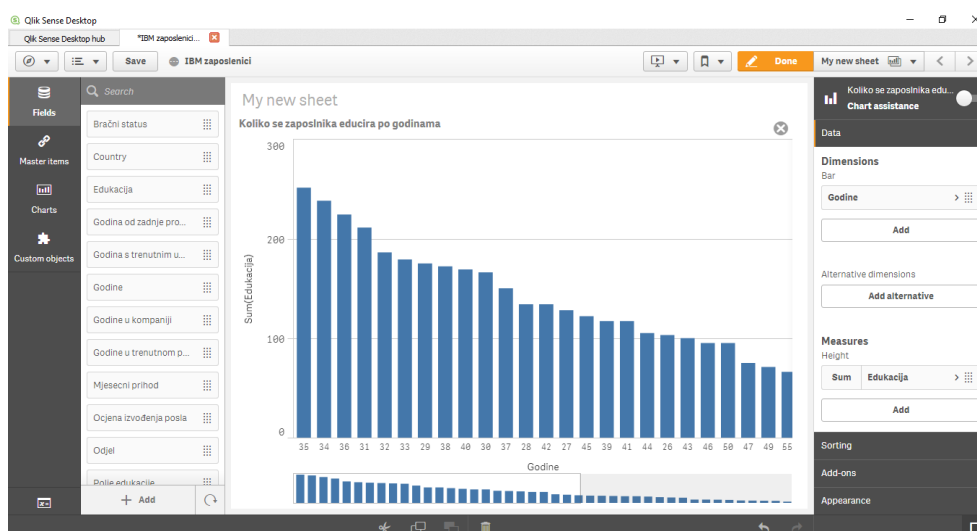 Qlik Sense Desktop
Qlik Sense Desktop hub
*IBM zaposlenici...
Save
IBM zaposlenici
Done
My new sheet
Fields
Master items
Charts
Custom objects
Search
Bračni status
Country
Edukacija
Godina od zadnje pro...
Godina s trenutnim u...
Godine
Godine u kompaniji
Godine u trenutnom p...
Mjesecni prihod
Ocjena izvođenja posla
Odjel
Polje edukacije
Add
My new sheet
Koliko se zaposlnika educira po godinama
300
200
100
0
Sum(Edukacija)
35 34 36 31 32 33 29 38 40 30 37 28 42 27 45 39 41 44 26 43 46 50 47 49 55
Godine
Koliko se zaposlnika edu...
Chart assistance
Data
Dimensions
Bar
Godine
Add
Alternative dimensions
Add alternative
Measures
Height
Sum Edukacija
Add
Sorting
Add-ons
Appearance